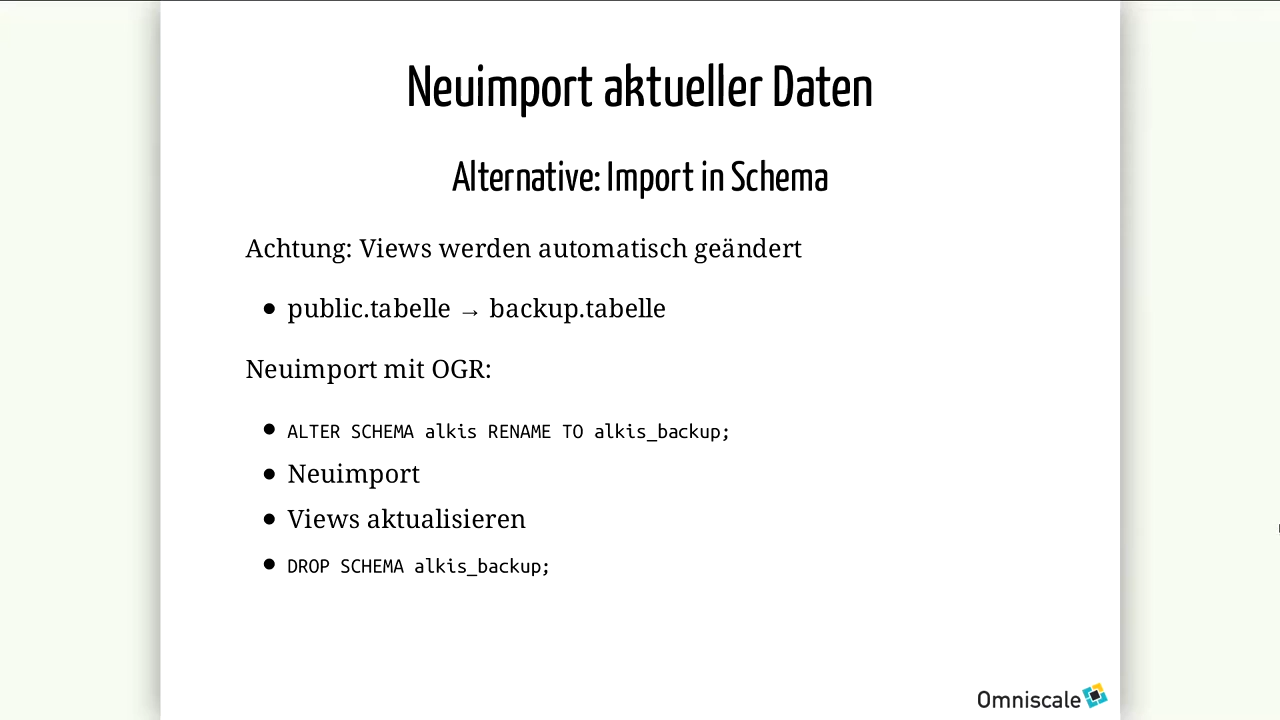 Neuimport aktueller Daten
Alternative: Import in Schema
Achtung: Views werden automatisch geändert
• public.tabelle → backup.tabelle
Neuimport mit OGR:
• ALTER SCHEMA alkis RENAME TO alkis_backup;
• Neuimport
• Views aktualisieren
• DROP SCHEMA alkis_backup;
Omniscale